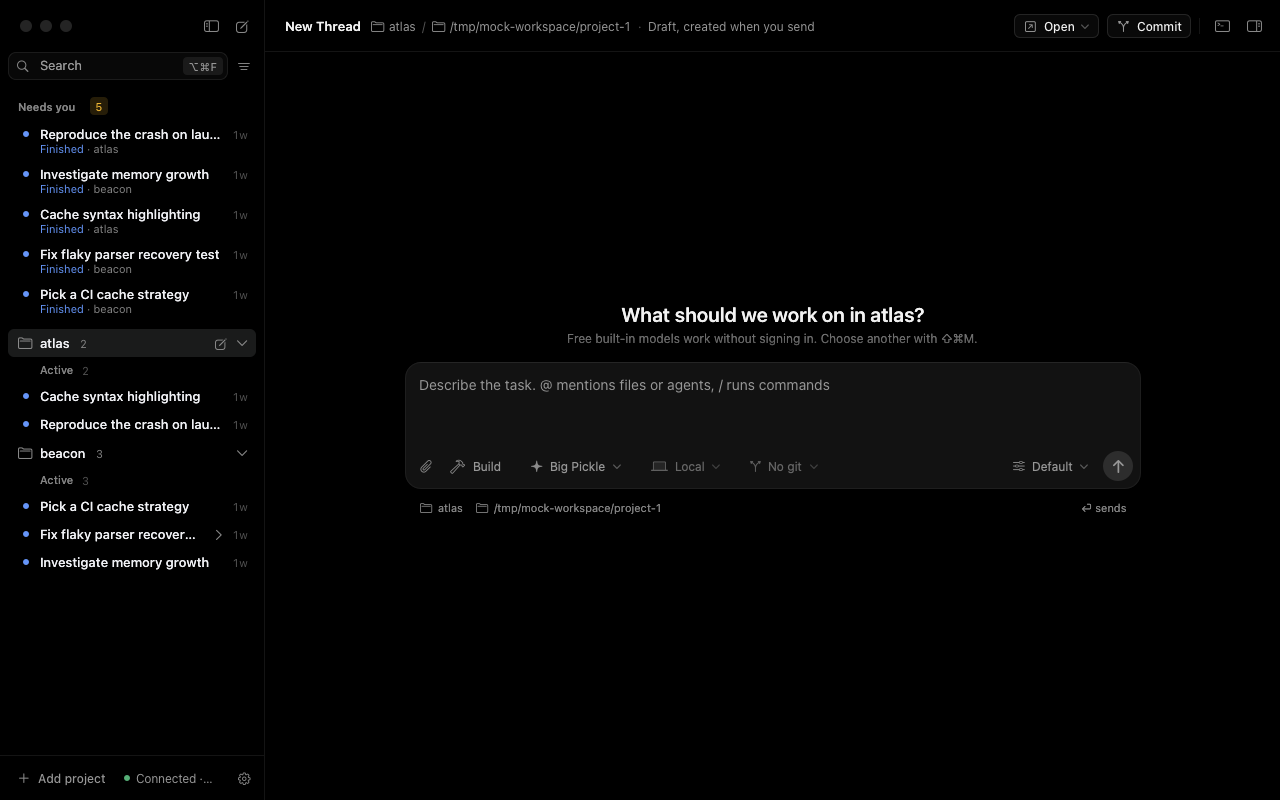 New Thread atlas / /tmp/mock-workspace/project-1 · Draft, created when you send
Open
Commit
Search ⌥⌘F
Needs you 5
Reproduce the crash on lau... 1w
Finished · atlas
Investigate memory growth 1w
Finished · beacon
Cache syntax highlighting 1w
Finished · atlas
Fix flaky parser recovery test 1w
Finished · beacon
Pick a CI cache strategy 1w
Finished · beacon
atlas 2
Active 2
Cache syntax highlighting 1w
Reproduce the crash on lau... 1w
beacon 3
Active 3
Pick a CI cache strategy 1w
Fix flaky parser recover... 1w
Investigate memory growth 1w
Add project Connected ·...
What should we work on in atlas?
Free built-in models work without signing in. Choose another with ⇧⌘M.
Describe the task. @ mentions files or agents, / runs commands
Build Big Pickle Local No git Default
atlas /tmp/mock-workspace/project-1 ↵ sends